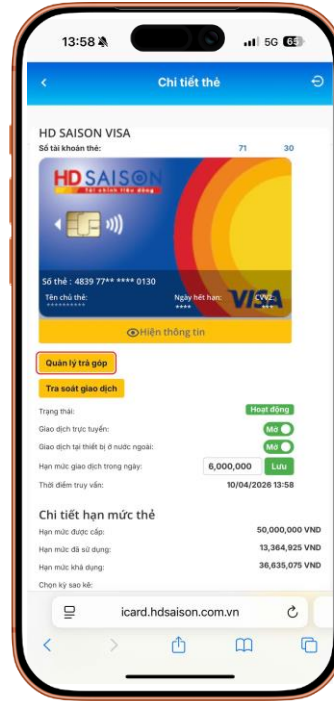 13:58
5G 65
Chi tiết thẻ
HD SAISON VISA
Số tài khoản thẻ: 71 30
HD SAISON
Tài chính tiêu dùng
Số thẻ : 4839 77** **** 0130
Tên chủ thẻ: Ngày hết hạn: CVV2:
********** **** ***
VISA
Hiện thông tin
Quản lý trả góp
Tra soát giao dịch
Trạng thái: Hoạt động
Giao dịch trực tuyến: Mở
Giao dịch tại thiết bị ở nước ngoài: Mở
Hạn mức giao dịch trong ngày: 6,000,000 Lưu
Thời điểm truy vấn: 10/04/2026 13:58
Chi tiết hạn mức thẻ
Hạn mức được cấp: 50,000,000 VND
Hạn mức đã sử dụng: 13,364,925 VND
Hạn mức khả dụng: 36,635,075 VND
Chọn kỳ sao kê:
icard.hdsaison.com.vn